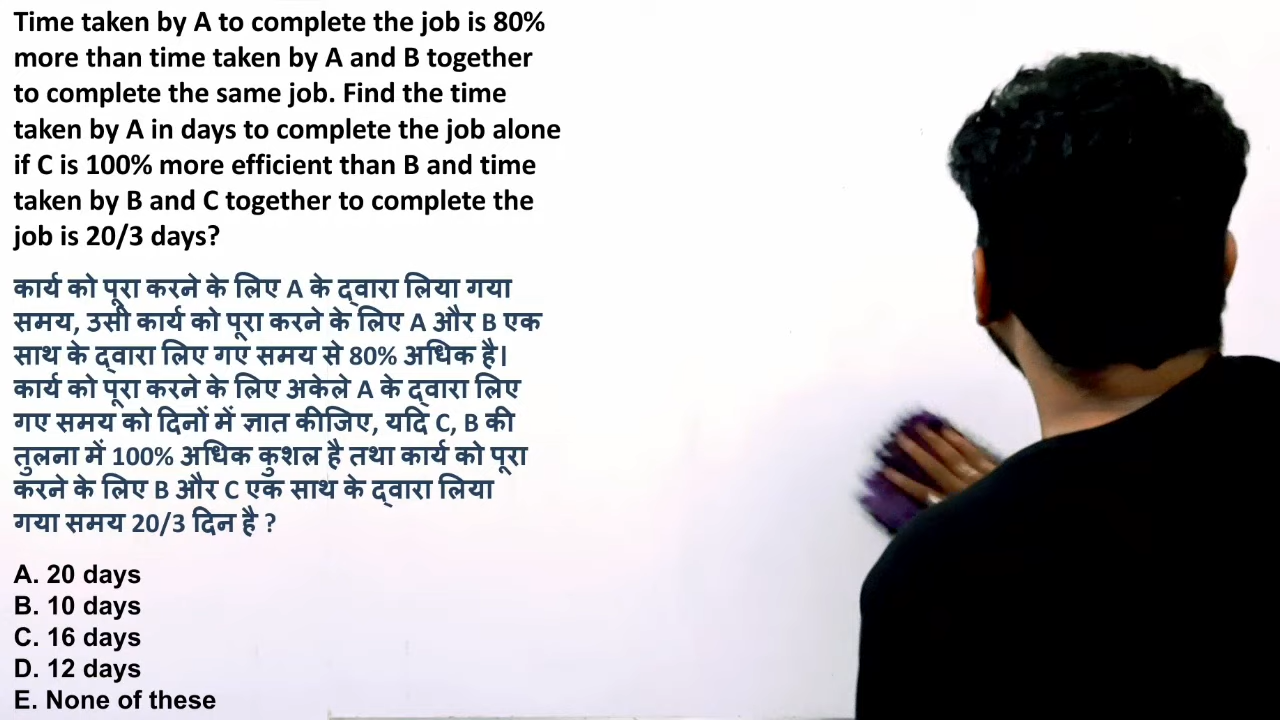 Time taken by A to complete the job is 80%
more than time taken by A and B together
to complete the same job. Find the time
taken by A in days to complete the job alone
if C is 100% more efficient than B and time
taken by B and C together to complete the
job is 20/3 days?
कार्य को पूरा करने के लिए A के द्वारा लिया गया
समय, उसी कार्य को पूरा करने के लिए A और B एक
साथ के द्वारा लिए गए समय से 80% अधिक है।
कार्य को पूरा करने के लिए अकेले A के द्वारा लिए
गए समय को दिनों में ज्ञात कीजिए, यदि C, B की
तुलना में 100% अधिक कुशल है तथा कार्य को पूरा
करने के लिए B और C एक साथ के द्वारा लिया
गया समय 20/3 दिन है ?
A. 20 days
B. 10 days
C. 16 days
D. 12 days
E. None of these